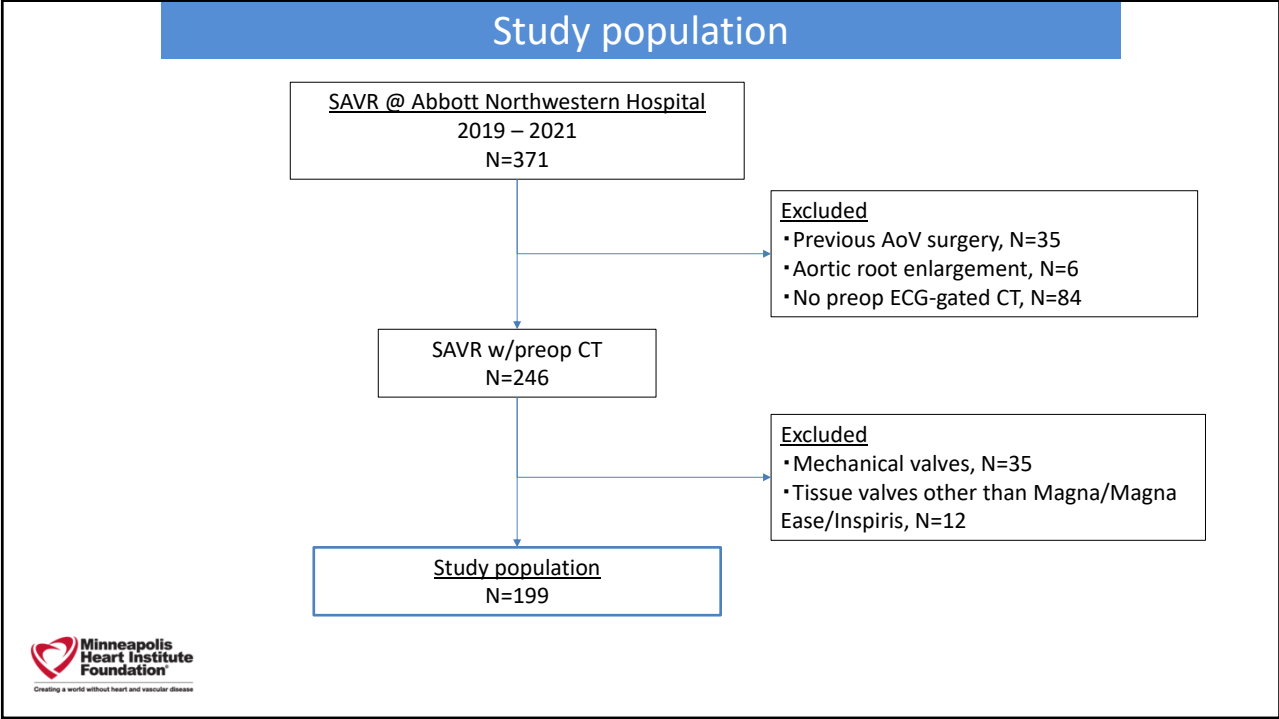 Study population
SAVR @ Abbott Northwestern Hospital
2019 – 2021
N=371
Excluded
・Previous AoV surgery, N=35
・Aortic root enlargement, N=6
・No preop ECG-gated CT, N=84
SAVR w/preop CT
N=246
Excluded
・Mechanical valves, N=35
・Tissue valves other than Magna/Magna
Ease/Inspiris, N=12
Study population
N=199
Minneapolis
Heart Institute
Foundation®
Creating a world without heart and vascular disease